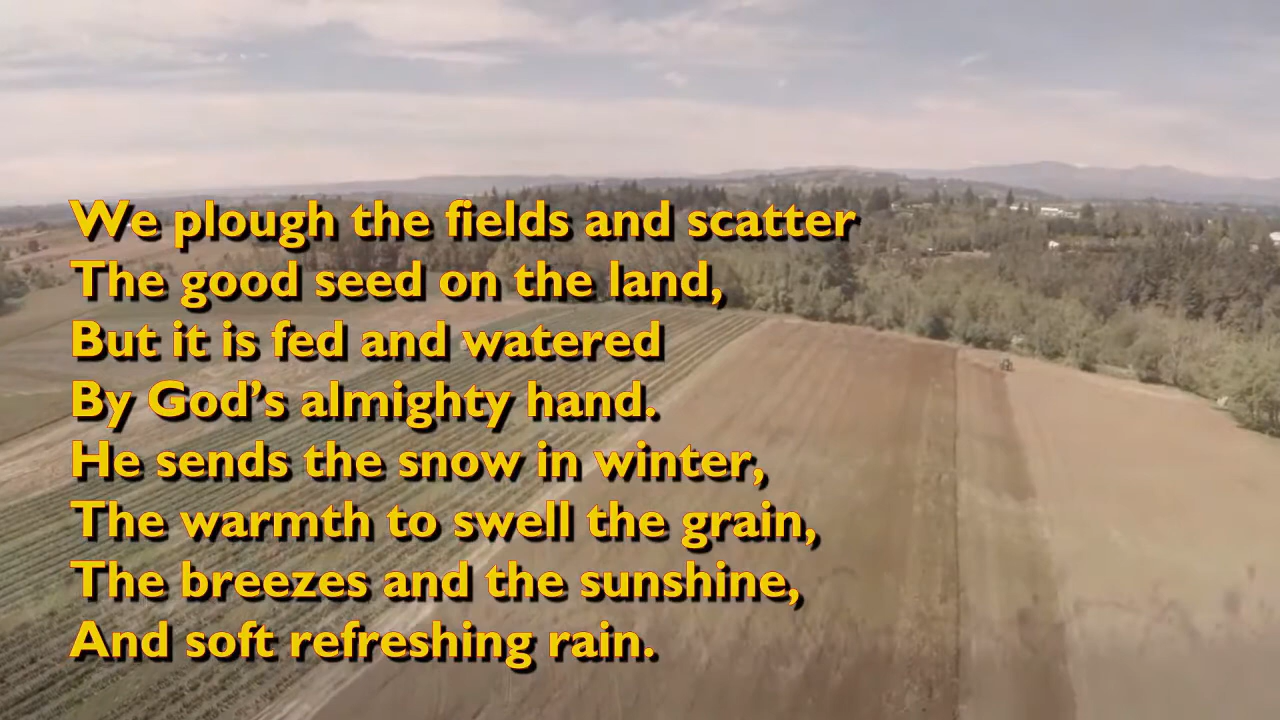 We plough the fields and scatter
The good seed on the land,
But it is fed and watered
By God’s almighty hand.
He sends the snow in winter,
The warmth to swell the grain,
The breezes and the sunshine,
And soft refreshing rain.